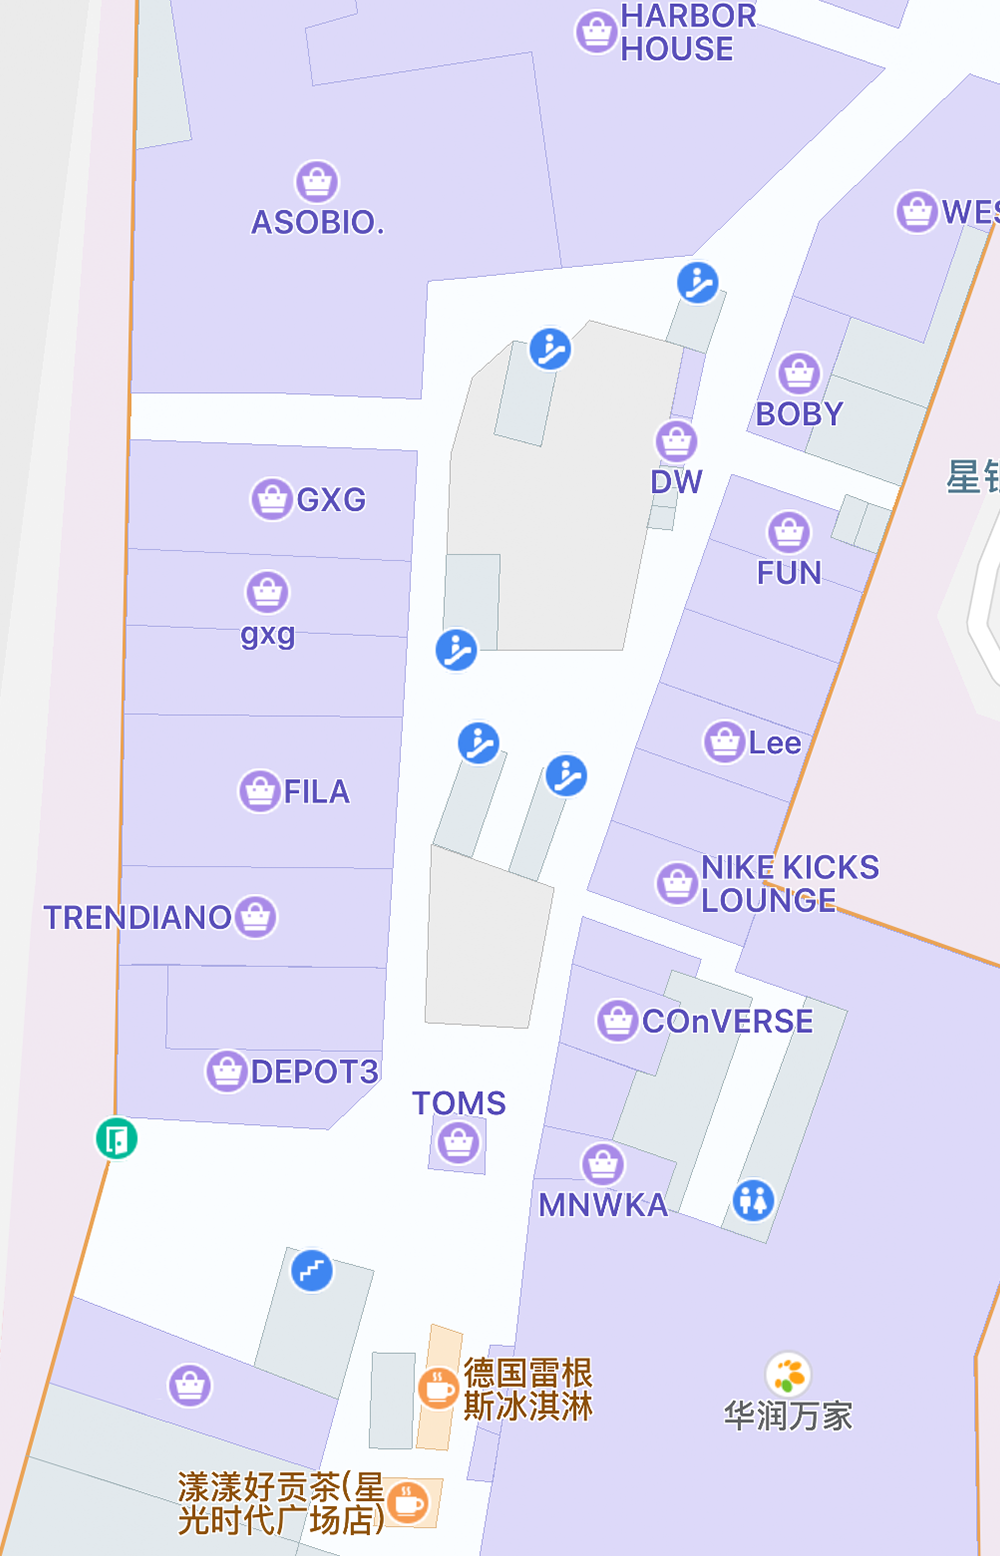 HARBOR
HOUSE
ASOBIO.
WES
BOBY
DW
星
GXG
FUN
gxg
Lee
FILA
NIKE KICKS
LOUNGE
TRENDIANO
COnVERSE
DEPOT3
TOMS
MNWKA
德国雷根
斯冰淇淋
华润万家
漾漾好贡茶(星
光时代广场店)